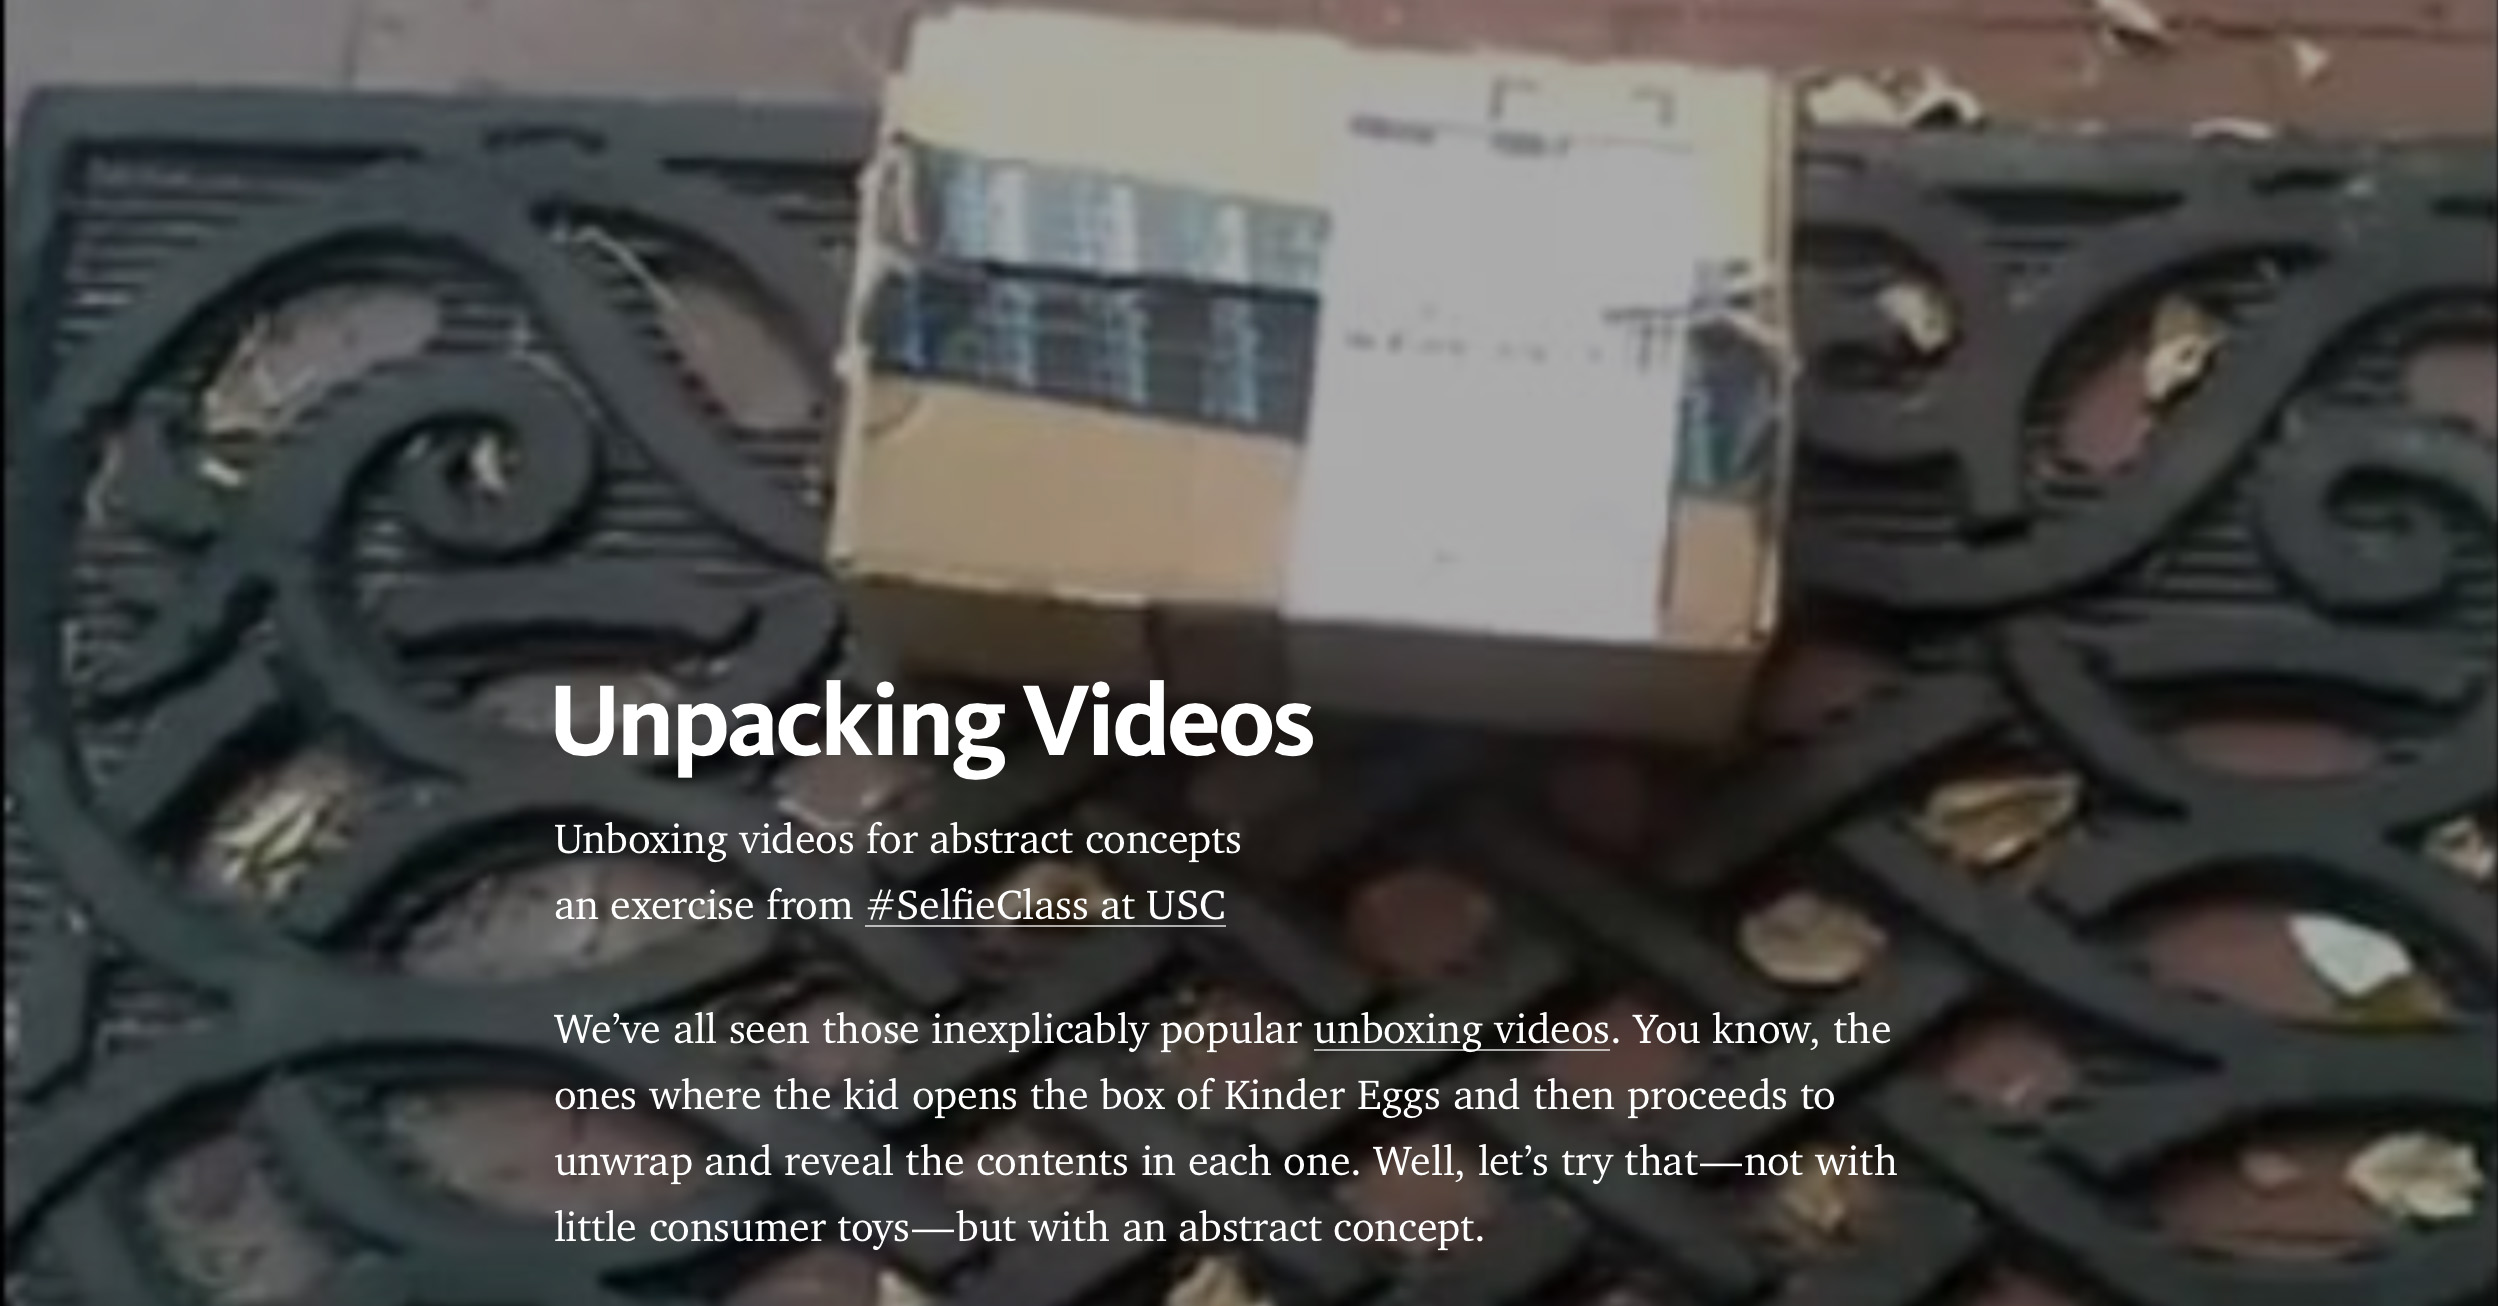 Unpacking Videos
Unboxing videos for abstract concepts
an exercise from #SelfieClass at USC
We’ve all seen those inexplicably popular unboxing videos. You know, the
ones where the kid opens the box of Kinder Eggs and then proceeds to
unwrap and reveal the contents in each one. Well, let’s try that—not with
little consumer toys—but with an abstract concept.